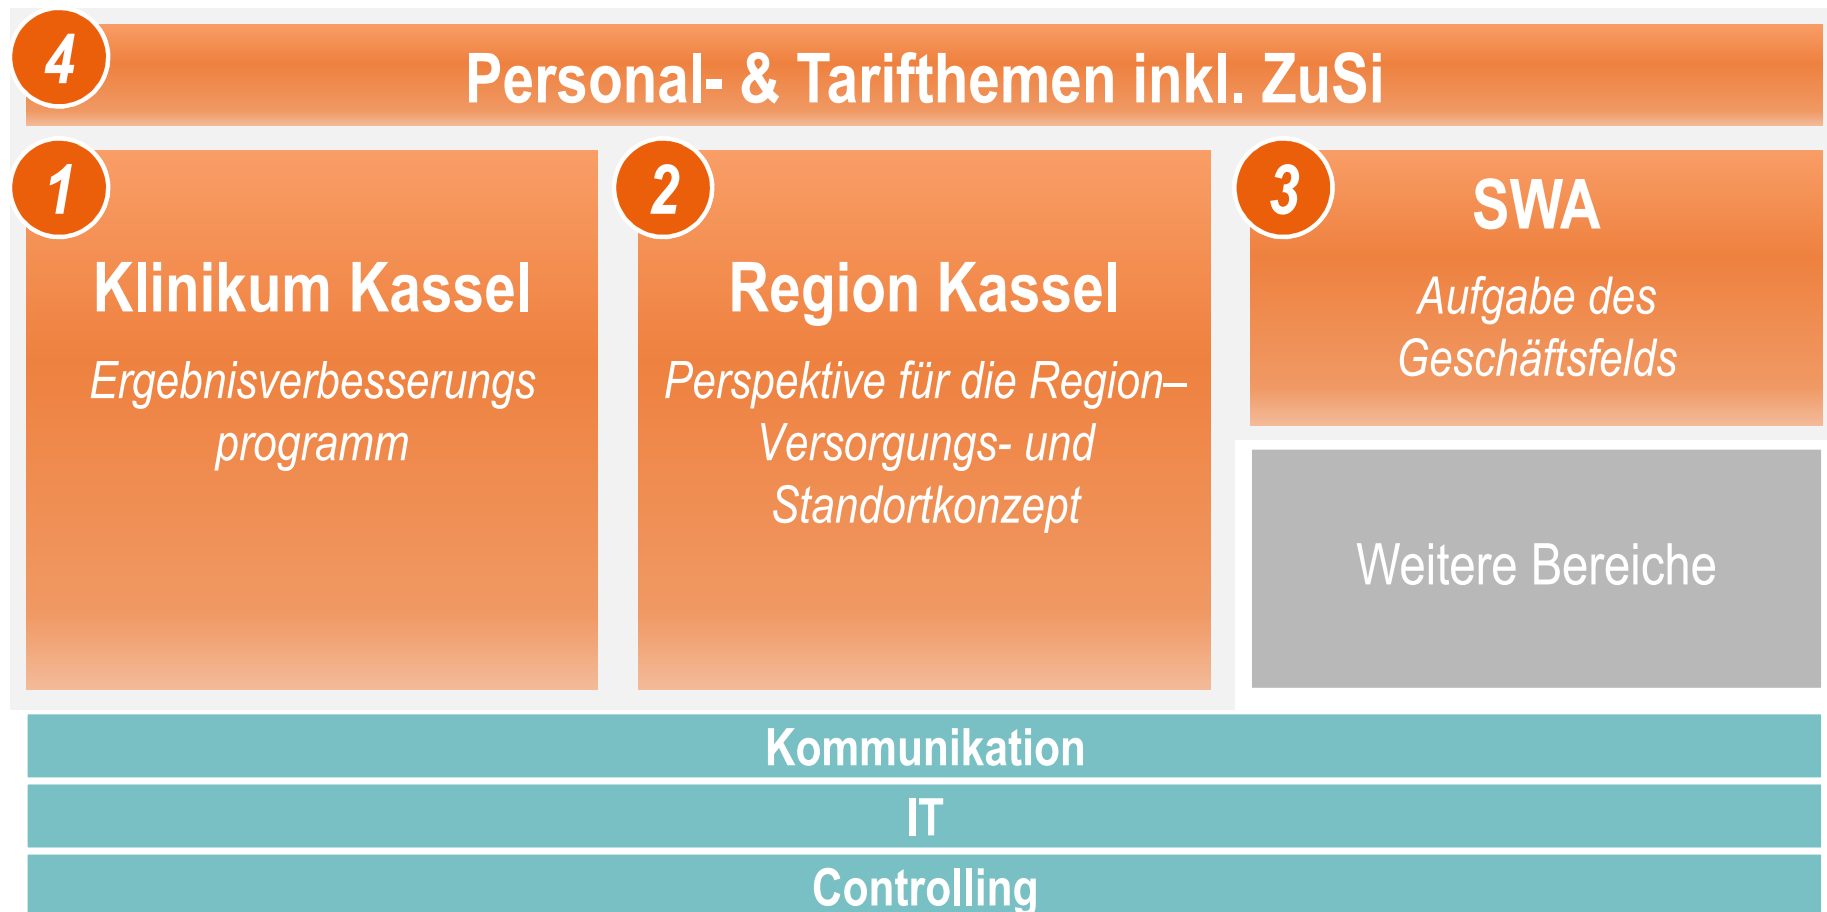 4
Personal- & Tarifthemen inkl. ZuSi
1
Klinikum Kassel
Ergebnisverbesserungs
programm
2
Region Kassel
Perspektive für die Region–
Versorgungs- und
Standortkonzept
3
SWA
Aufgabe des
Geschäftsfelds
Weitere Bereiche
Kommunikation
IT
Controlling